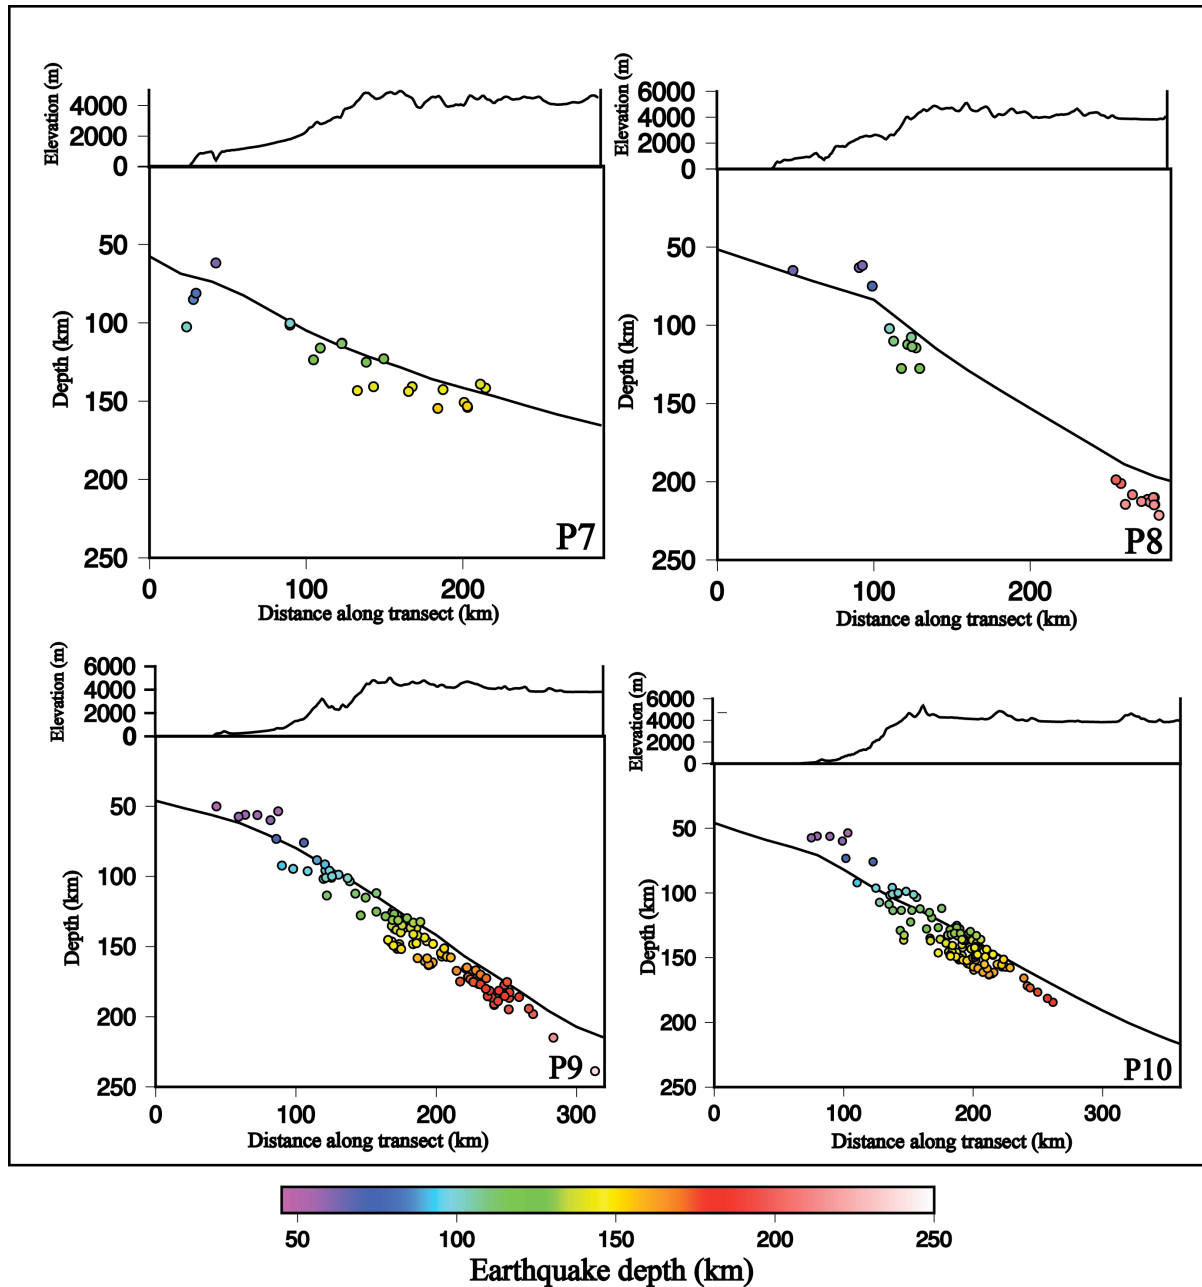 Elevation (m)
4000
2000
0
50
100
150
200
250
Depth (km)
P7
0 100 200
Distance along transect (km)
Elevation (m)
6000
4000
2000
0
50
100
150
200
250
Depth (km)
P8
0 100 200
Distance along transect (km)
Elevation (m)
6000
4000
2000
0
50
100
150
200
250
Depth (km)
P9
0 100 200 300
Distance along transect (km)
Elevation (m)
6000
4000
2000
0
50
100
150
200
250
Depth (km)
P10
0 100 200 300
Distance along transect (km)
50 100 150 200 250
Earthquake depth (km)